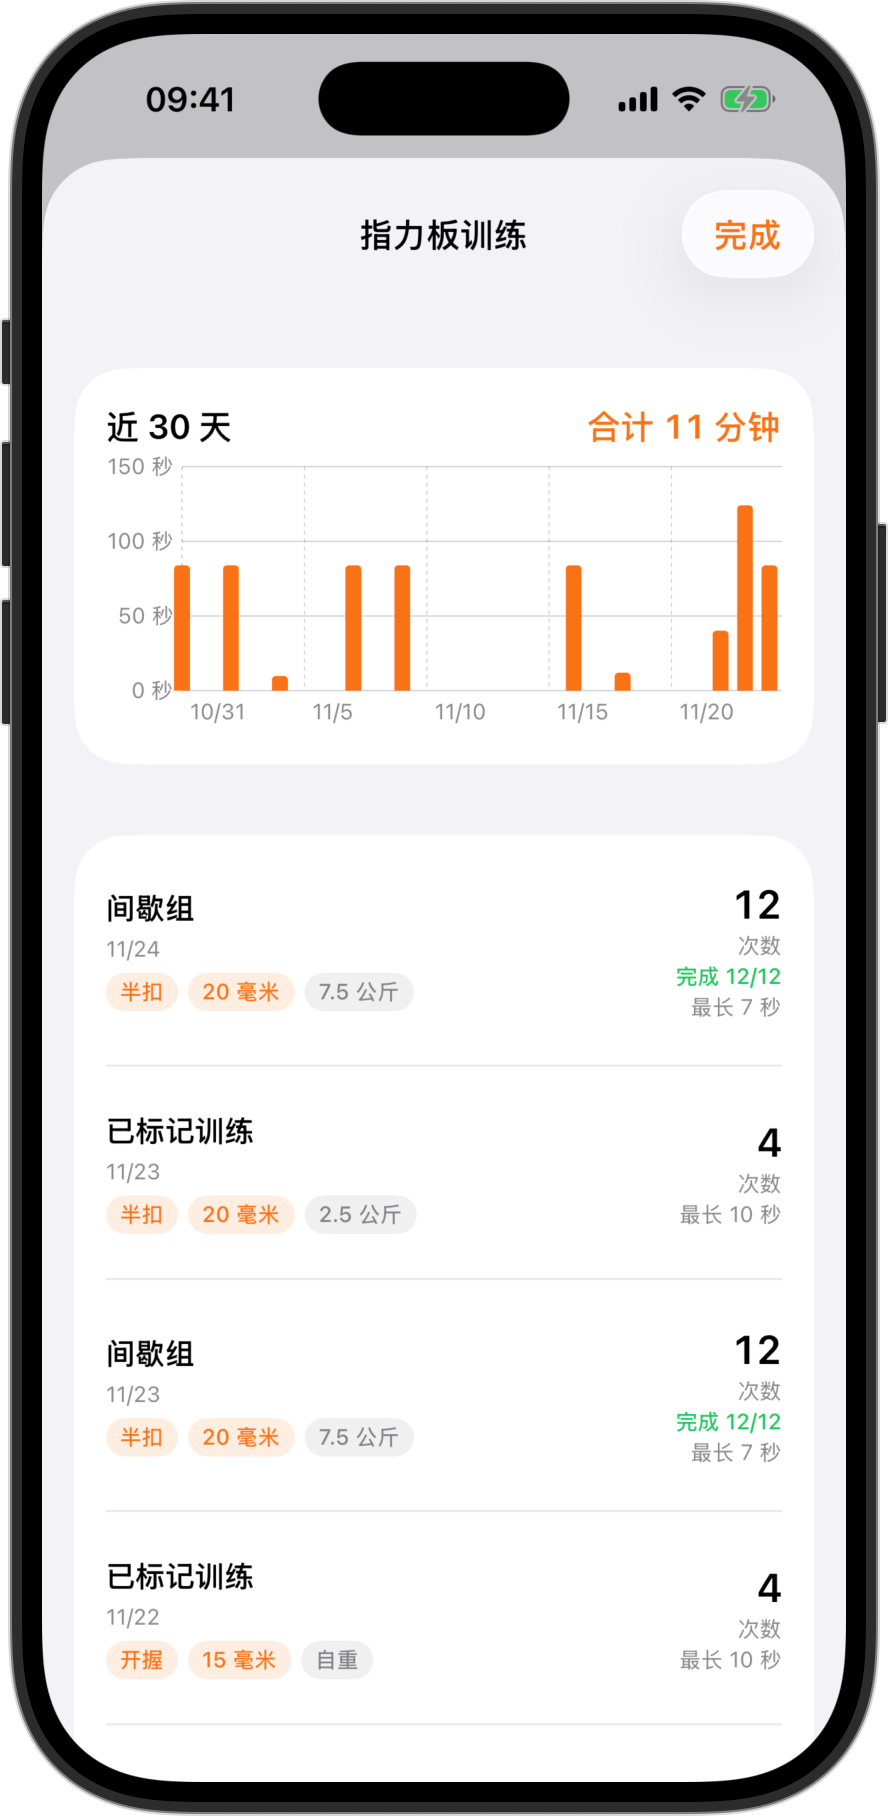 09:41
指力板训练
完成
近 30 天
合计 11 分钟
150 秒
100 秒
50 秒
0 秒
10/31 11/5 11/10 11/15 11/20
间歇组
11/24
半扣 20 毫米 7.5 公斤
12
次数
完成 12/12
最长 7 秒
已标记训练
11/23
半扣 20 毫米 2.5 公斤
4
次数
最长 10 秒
间歇组
11/23
半扣 20 毫米 7.5 公斤
12
次数
完成 12/12
最长 7 秒
已标记训练
11/22
开握 15 毫米 自重
4
次数
最长 10 秒